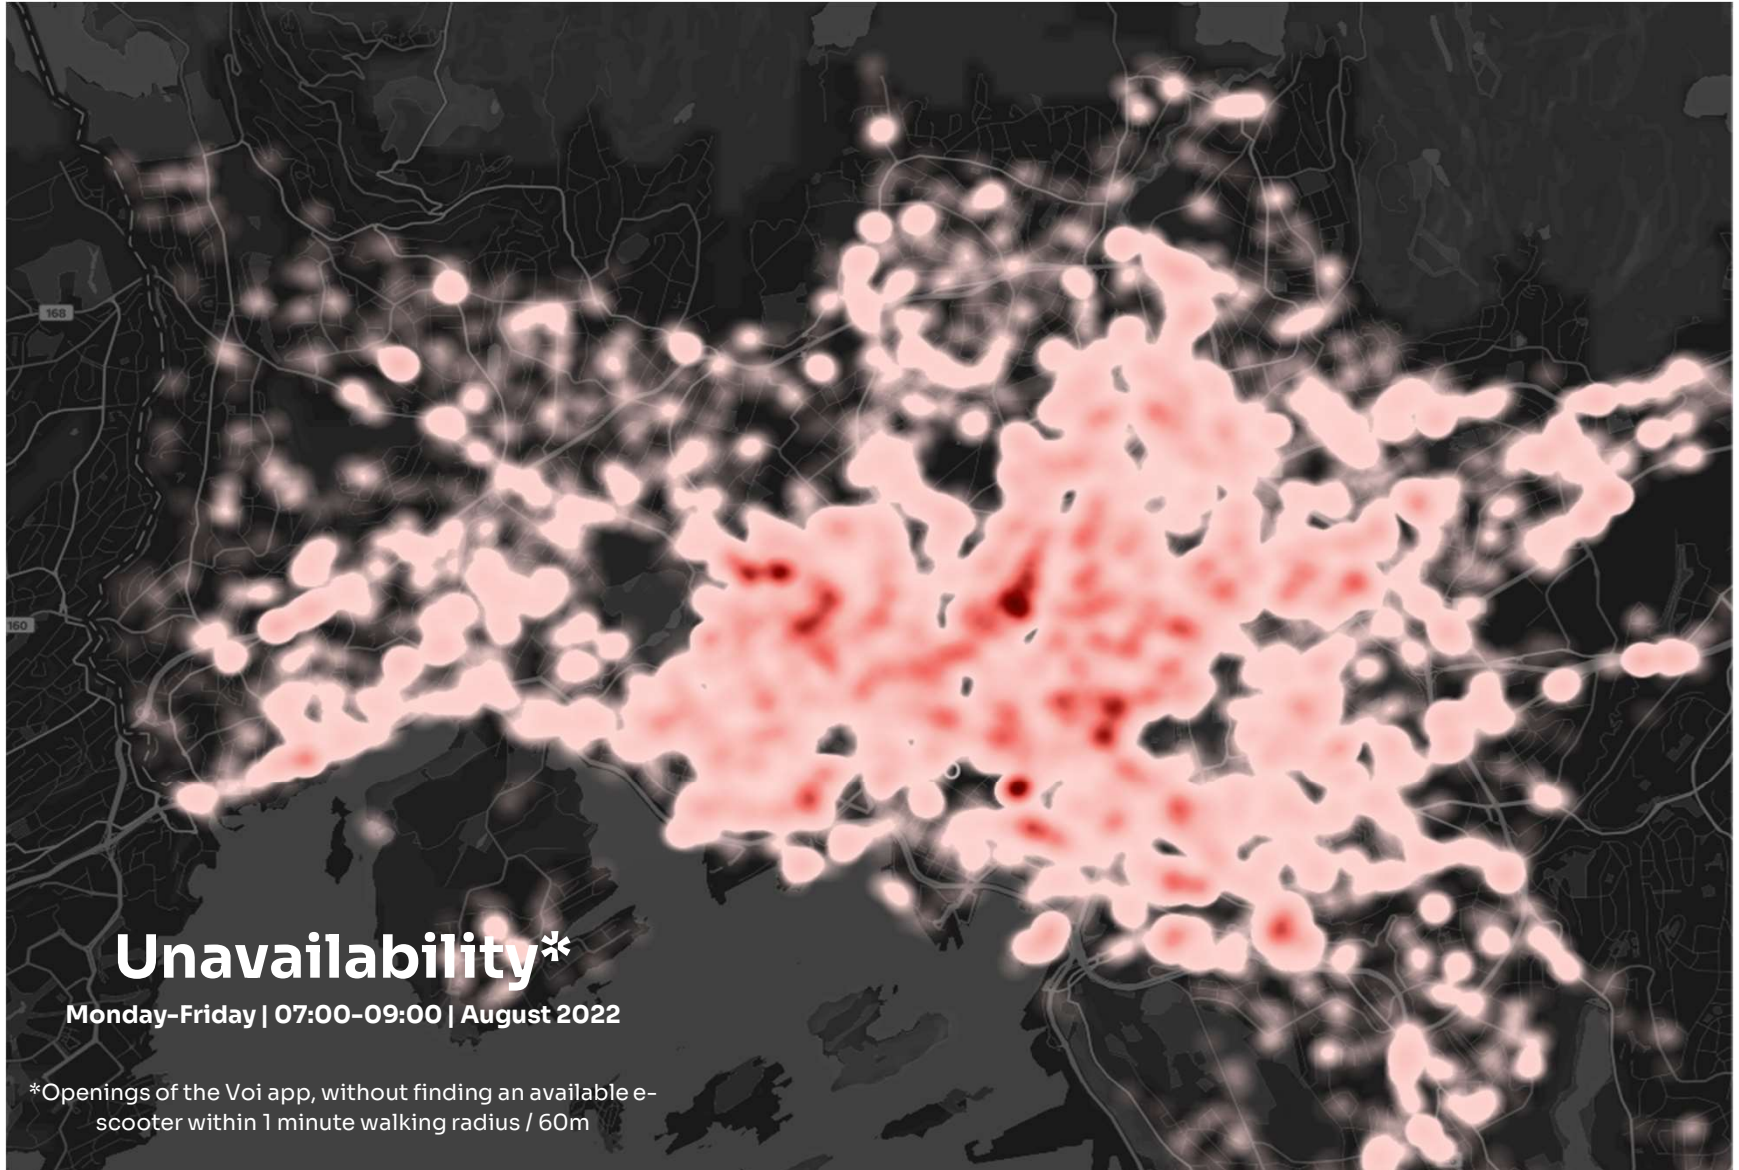 168
160
Unavailability*
Monday-Friday | 07:00-09:00 | August 2022
*Openings of the Voi app, without finding an available e-
scooter within 1 minute walking radius / 60m